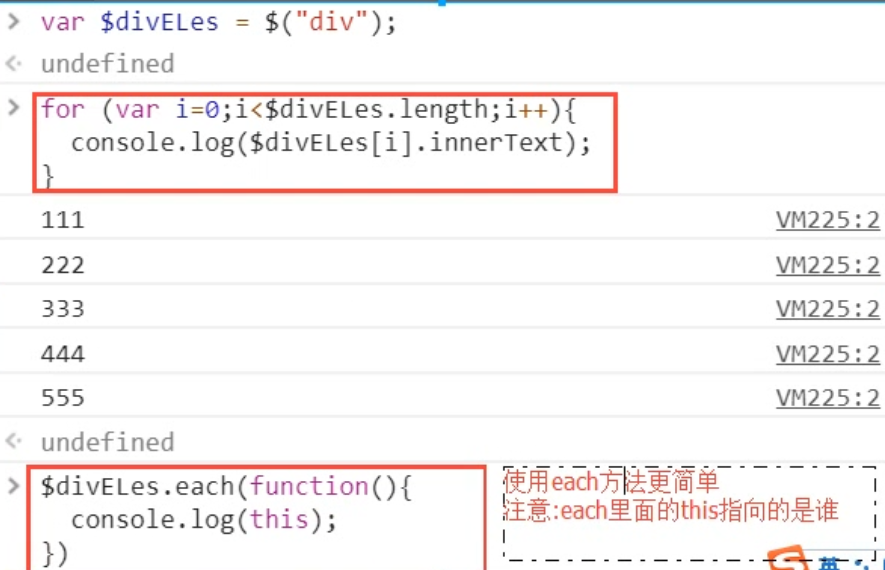 > var $divELes = $("div");
<· undefined
> for (var i=0;i<$divELes.length;i++){
console.log($divELes[i].innerText);
}
111 VM225:2
222 VM225:2
333 VM225:2
444 VM225:2
555 VM225:2
<· undefined
> $divELes.each(function(){
console.log(this);
})
使用each方法更简单
注意:each里面的this指向的是谁
英